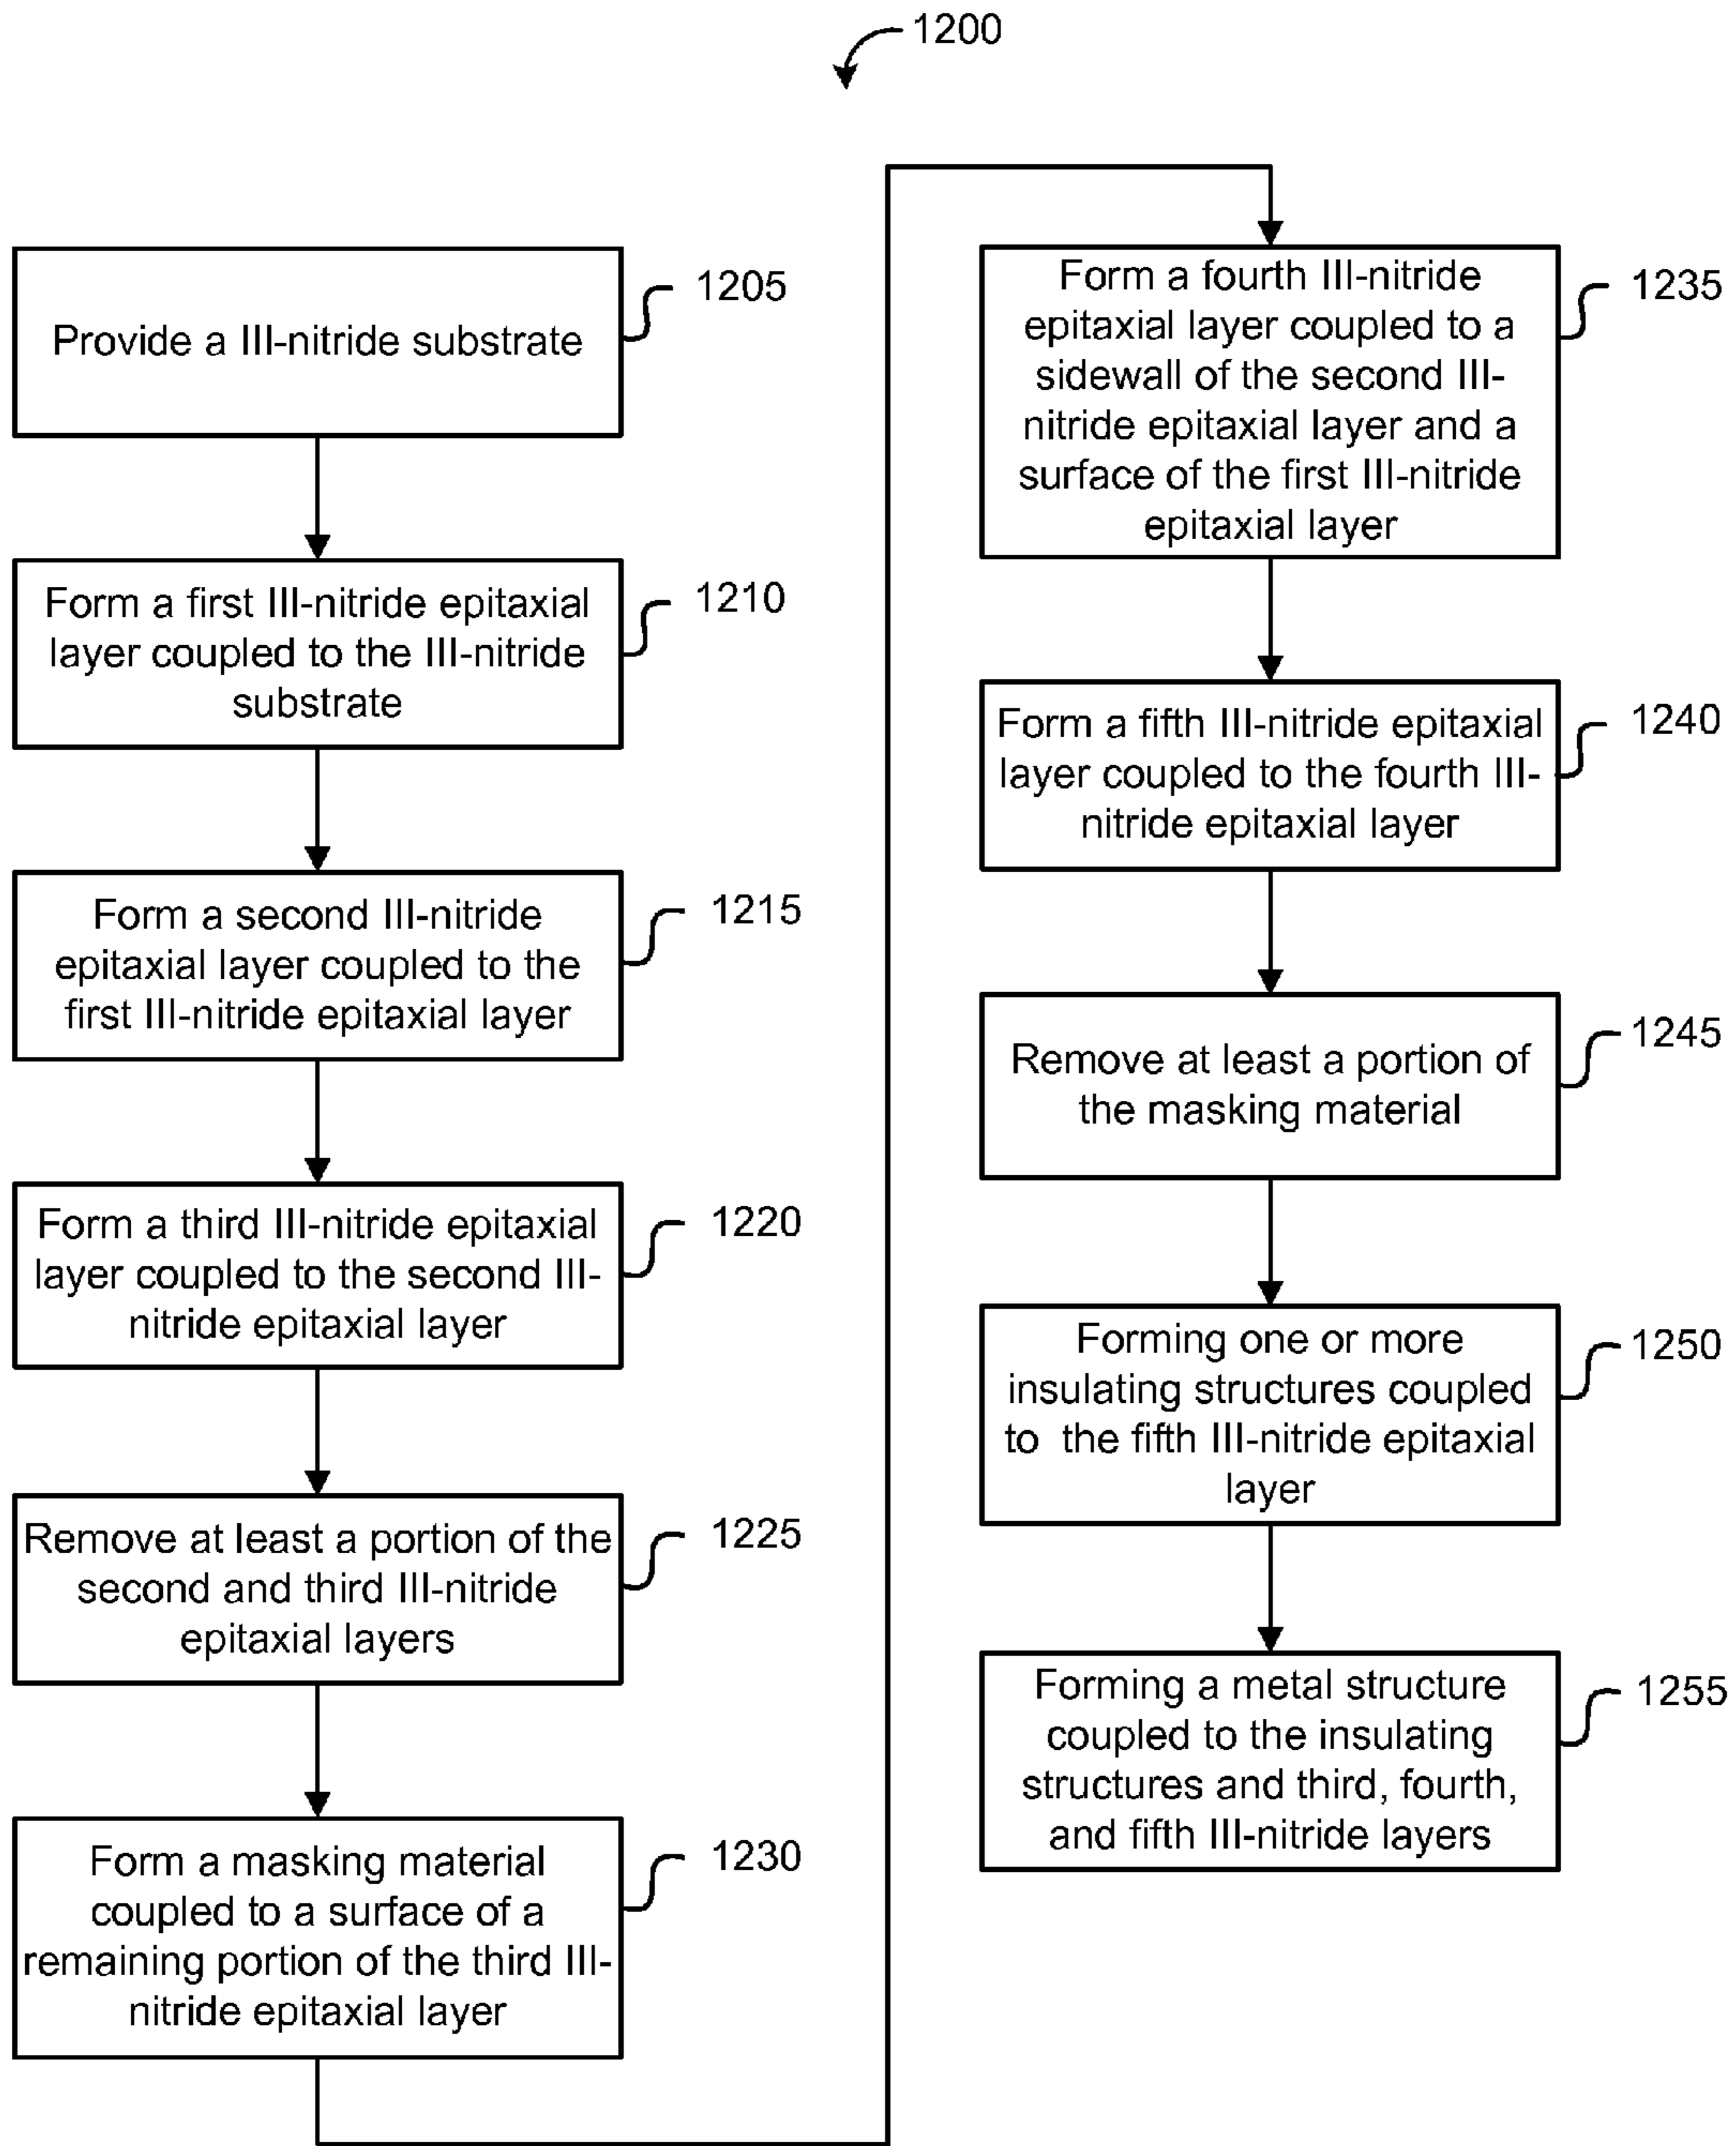 1200
Provide a III-nitride substrate
1205
Form a first III-nitride epitaxial
layer coupled to the III-nitride
substrate
1210
Form a second III-nitride
epitaxial layer coupled to the
first III-nitride epitaxial layer
1215
Form a third III-nitride epitaxial
layer coupled to the second III-
nitride epitaxial layer
1220
Remove at least a portion of the
second and third III-nitride
epitaxial layers
1225
Form a masking material
coupled to a surface of a
remaining portion of the third III-
nitride epitaxial layer
1230
Form a fourth III-nitride
epitaxial layer coupled to a
sidewall of the second III-
nitride epitaxial layer and a
surface of the first III-nitride
epitaxial layer
1235
Form a fifth III-nitride epitaxial
layer coupled to the fourth III-
nitride epitaxial layer
1240
Remove at least a portion of
the masking material
1245
Forming one or more
insulating structures coupled
to the fifth III-nitride epitaxial
layer
1250
Forming a metal structure
coupled to the insulating
structures and third, fourth,
and fifth III-nitride layers
1255